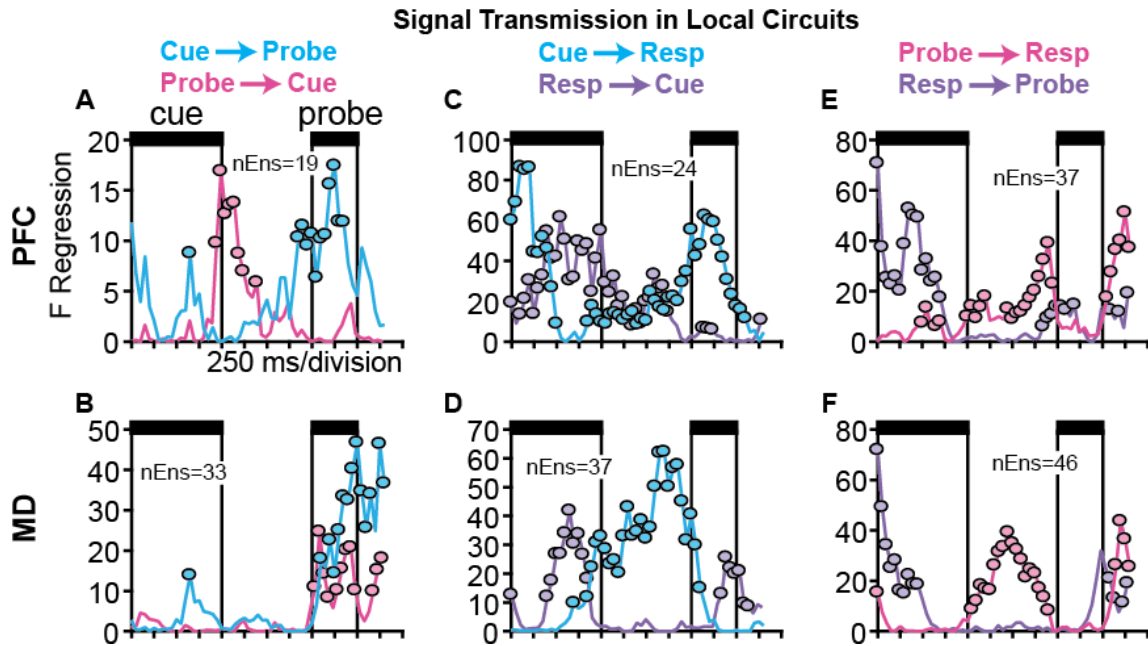 Signal Transmission in Local Circuits
Cue → Probe
Probe → Cue
Cue → Resp
Resp → Cue
Probe → Resp
Resp → Probe
PFC
MD
A
cue
probe
F Regression
20
15
10
5
0
nEns=19
250 ms/division
C
100
80
60
40
20
0
nEns=24
E
80
60
40
20
0
nEns=37
B
50
40
30
20
10
0
nEns=33
D
70
60
50
40
30
20
10
0
nEns=37
F
80
60
40
20
0
nEns=46